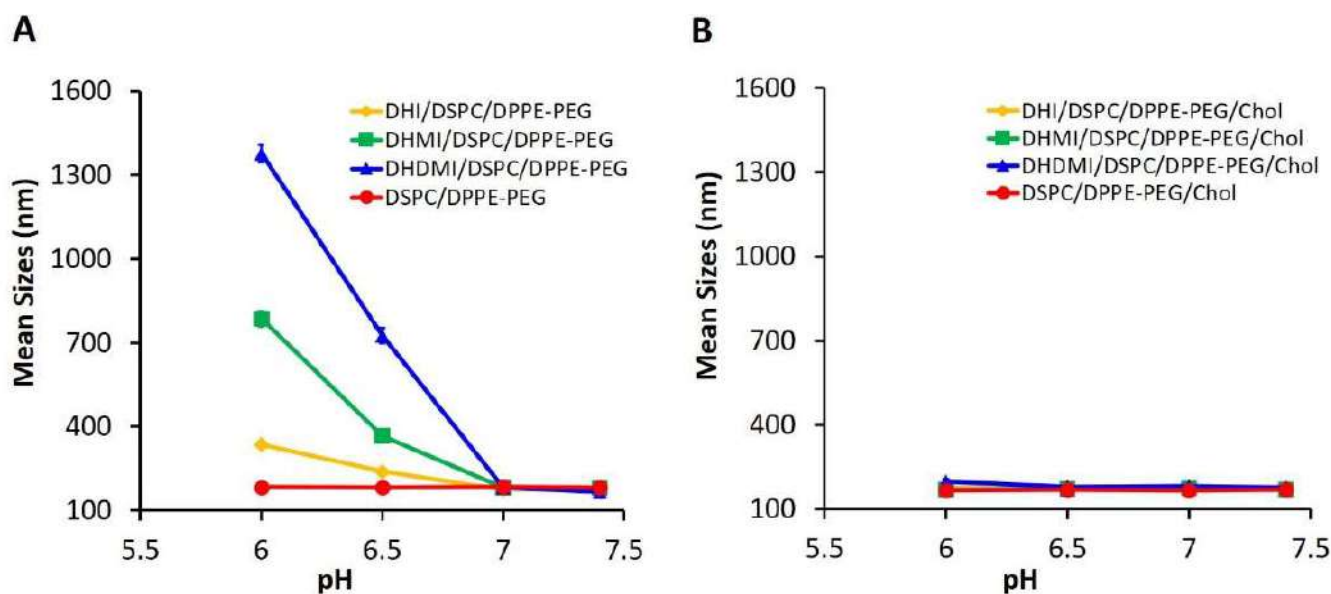 A
1600
1300
1000
700
400
100
Mean Sizes (nm)
DHI/DSPC/DPPE-PEG
DHMI/DSPC/DPPE-PEG
DHDMI/DSPC/DPPE-PEG
DSPC/DPPE-PEG
5.5 6 6.5 7 7.5
pH
B
1600
1300
1000
700
400
100
Mean Sizes (nm)
DHI/DSPC/DPPE-PEG/Chol
DHMI/DSPC/DPPE-PEG/Chol
DHDMI/DSPC/DPPE-PEG/Chol
DSPC/DPPE-PEG/Chol
5.5 6 6.5 7 7.5
pH